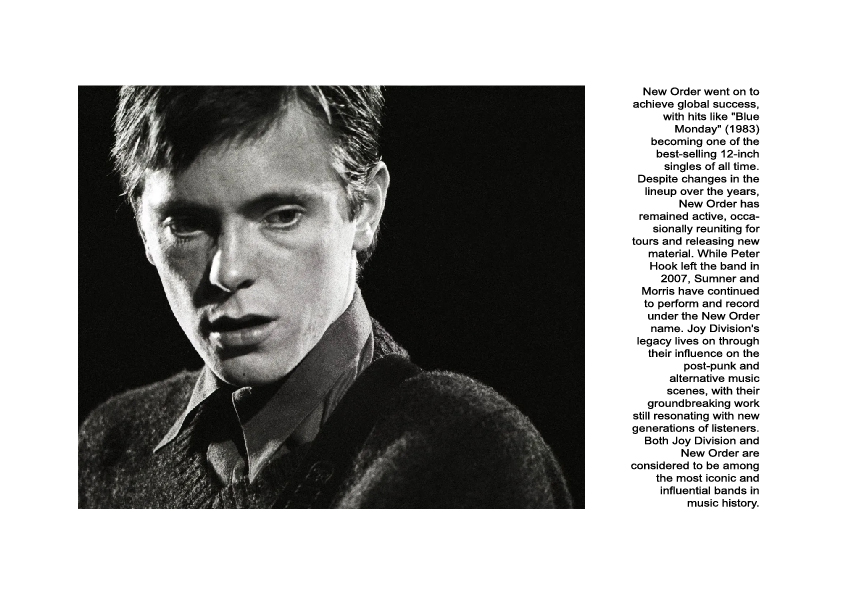 New Order went on to
achieve global success,
with hits like "Blue
Monday" (1983)
becoming one of the
best-selling 12-inch
singles of all time.
Despite changes in the
lineup over the years,
New Order has
remained active, occa-
sionally reuniting for
tours and releasing new
material. While Peter
Hook left the band in
2007, Sumner and
Morris have continued
to perform and record
under the New Order
name. Joy Division's
legacy lives on through
their influence on the
post-punk and
alternative music
scenes, with their
groundbreaking work
still resonating with new
generations of listeners.
Both Joy Division and
New Order are
considered to be among
the most iconic and
influential bands in
music history.